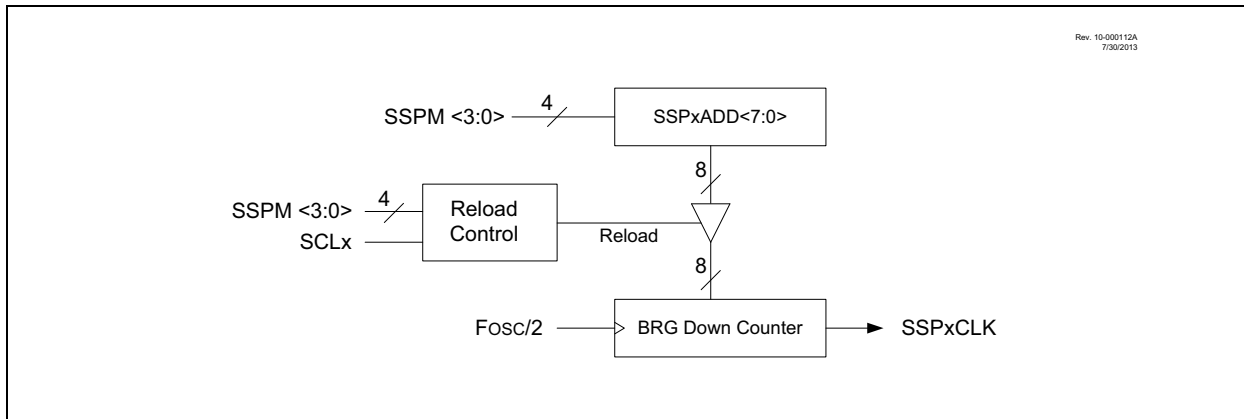 Rev. 10-000112A
7/30/2013
SSPM <3:0>
4
SSPxADD<7:0>
8
SSPM <3:0>
4
SCLx
Reload
Control
Reload
8
Fosc/2
BRG Down Counter
SSPxCLK